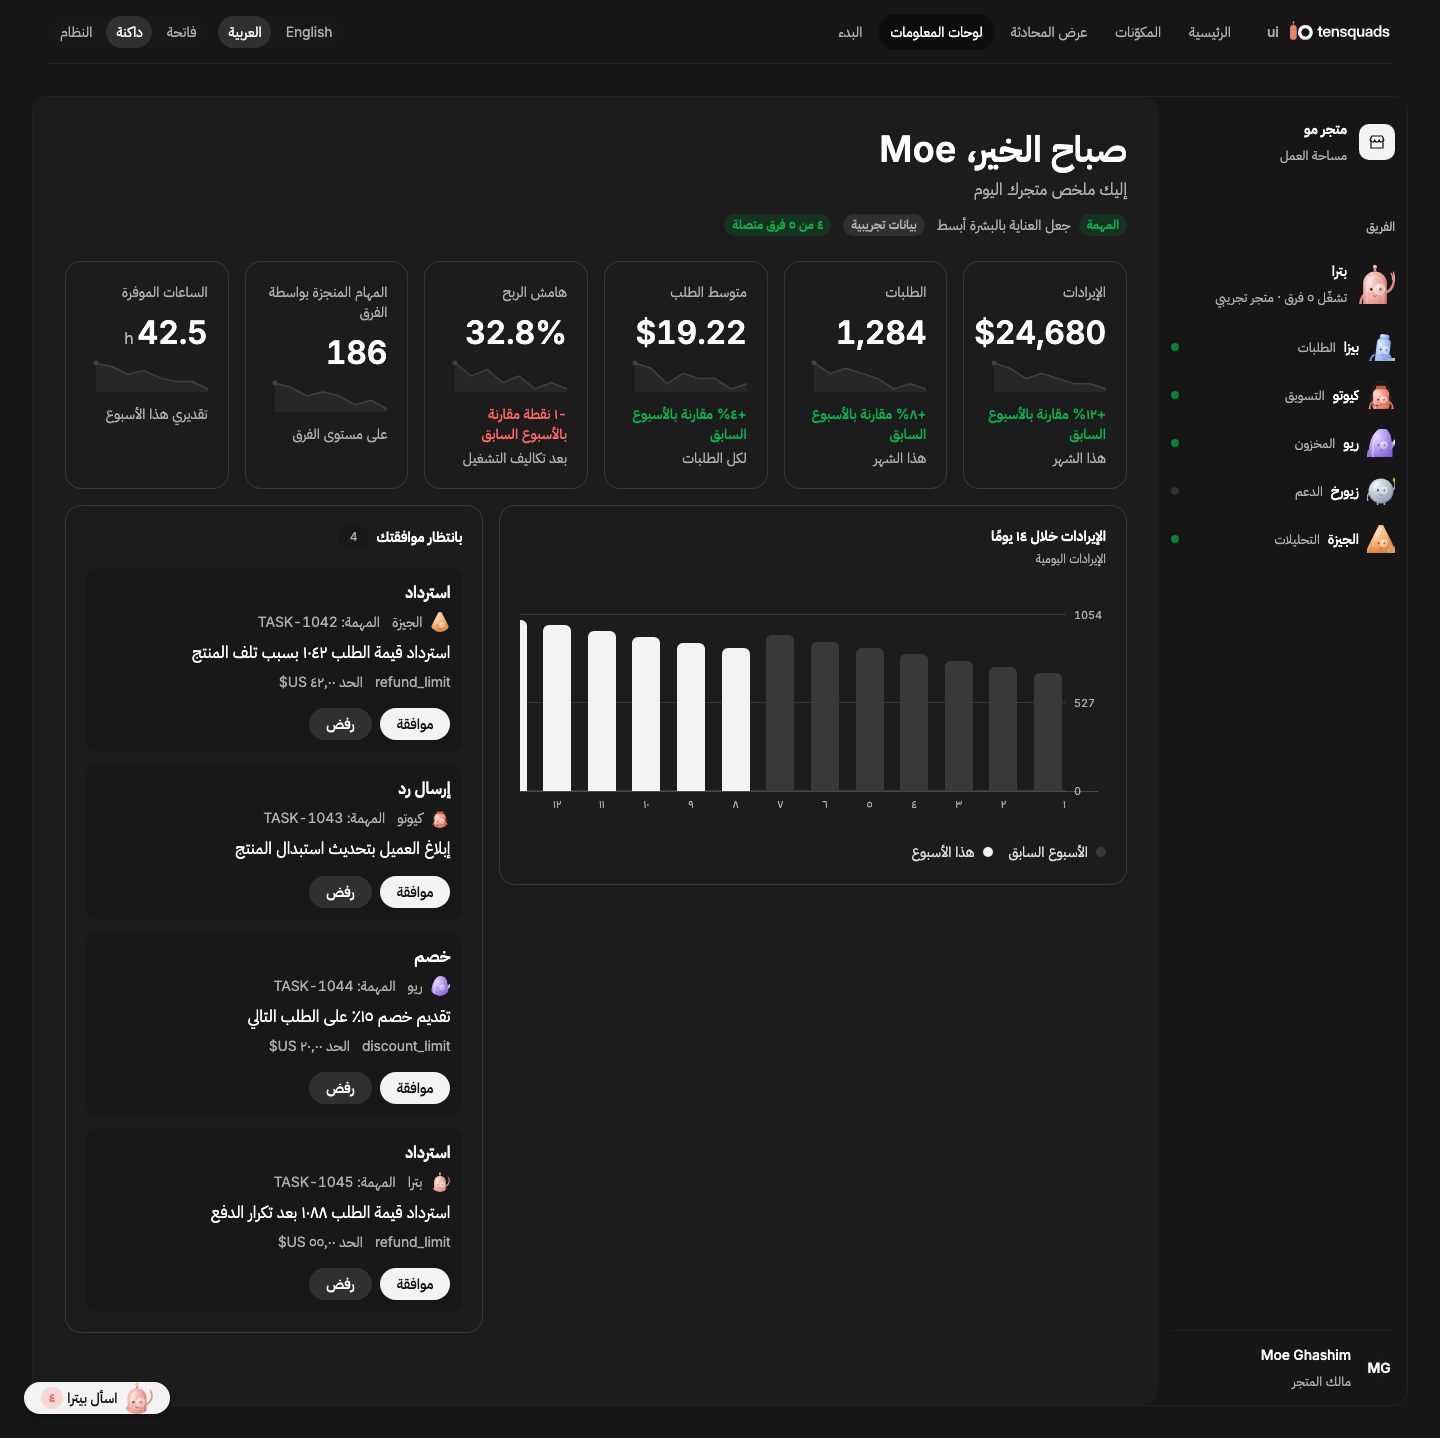 tensquads ui
الرئيسية
المكوّنات
عرض المحادثة
لوحات المعلومات
البدء
English
العربية
فاتحة
داكنة
النظام
متجر مو
مساحة العمل
الفريق
بترا
تشغّل ٥ فرق · متجر تجريبي
بيزا الطلبات
كيوتو التسويق
ريو المخزون
زيورخ الدعم
الجيزة التحليلات
MG
Moe Ghashim
مالك المتجر
صباح الخير، Moe
إليك ملخص متجرك اليوم
المهمة جعل العناية بالبشرة أبسط بيانات تجريبية ٤ من ٥ فرق متصلة
الإيرادات
$24,680
+١٢% مقارنة بالأسبوع
السابق
هذا الشهر
الطلبات
1,284
+٨% مقارنة بالأسبوع
السابق
هذا الشهر
متوسط الطلب
$19.22
+٤% مقارنة بالأسبوع
السابق
لكل الطلبات
هامش الربح
32.8%
-١ نقطة مقارنة
بالأسبوع السابق
بعد تكاليف التشغيل
المهام المنجزة بواسطة
الفرق
186
على مستوى الفرق
الساعات الموفرة
42.5 h
تقديري هذا الأسبوع
الإيرادات خلال ١٤ يومًا
الإيرادات اليومية
1054
527
0
١ ٢ ٣ ٤ ٥ ٦ ٧ ٨ ٩ ١٠ ١١ ١٢
الأسبوع السابق هذا الأسبوع
بانتظار موافقتك 4
استرداد
الجيزة المهمة: TASK-1042
استرداد قيمة الطلب ١٠٤٢ بسبب تلف المنتج
refund_limit الحد ٤٢,٠٠ US$
موافقة رفض
إرسال رد
كيوتو المهمة: TASK-1043
إبلاغ العميل بتحديث استبدال المنتج
موافقة رفض
خصم
ريو المهمة: TASK-1044
تقديم خصم ١٥٪ على الطلب التالي
discount_limit الحد ٢٠,٠٠ US$
موافقة رفض
استرداد
بترا المهمة: TASK-1045
استرداد قيمة الطلب ١٠٨٨ بعد تكرار الدفع
refund_limit الحد ٥٥,٠٠ US$
موافقة رفض
اسأل بيترا ٤